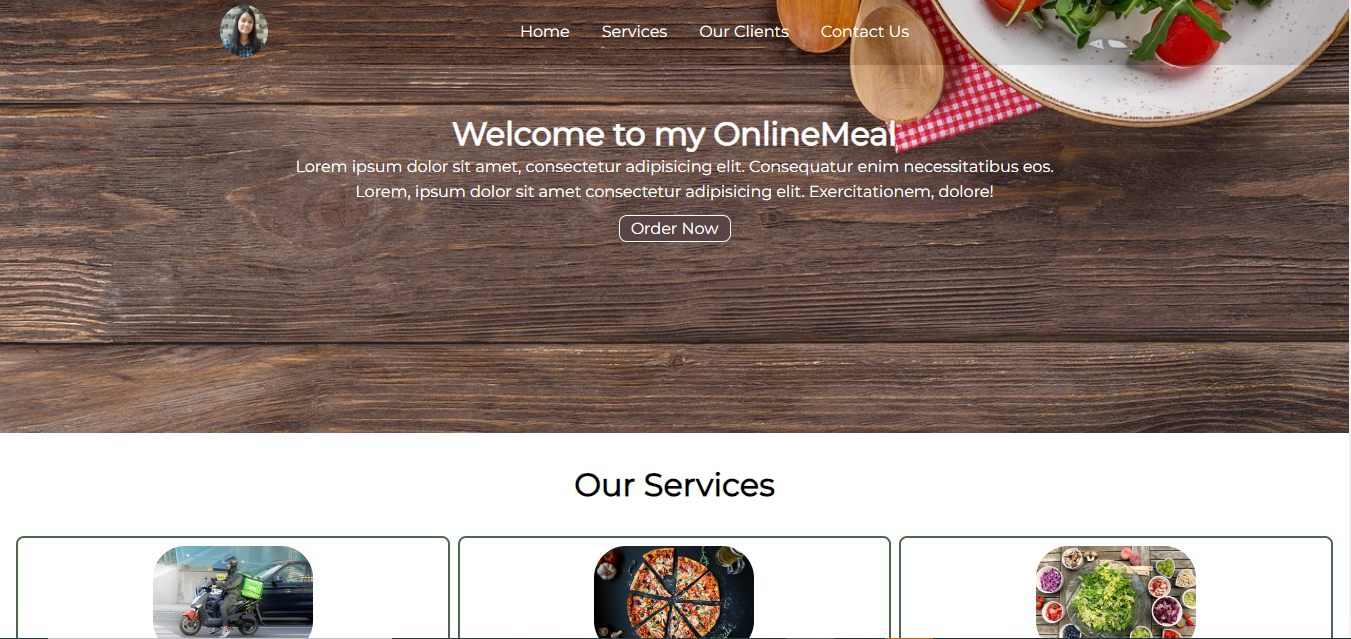 Home Services Our Clients Contact Us
Welcome to my OnlineMeal
Lorem ipsum dolor sit amet, consectetur adipisicing elit. Consequatur enim necessitatibus eos.
Lorem, ipsum dolor sit amet consectetur adipisicing elit. Exercitationem, dolore!
Order Now
Our Services